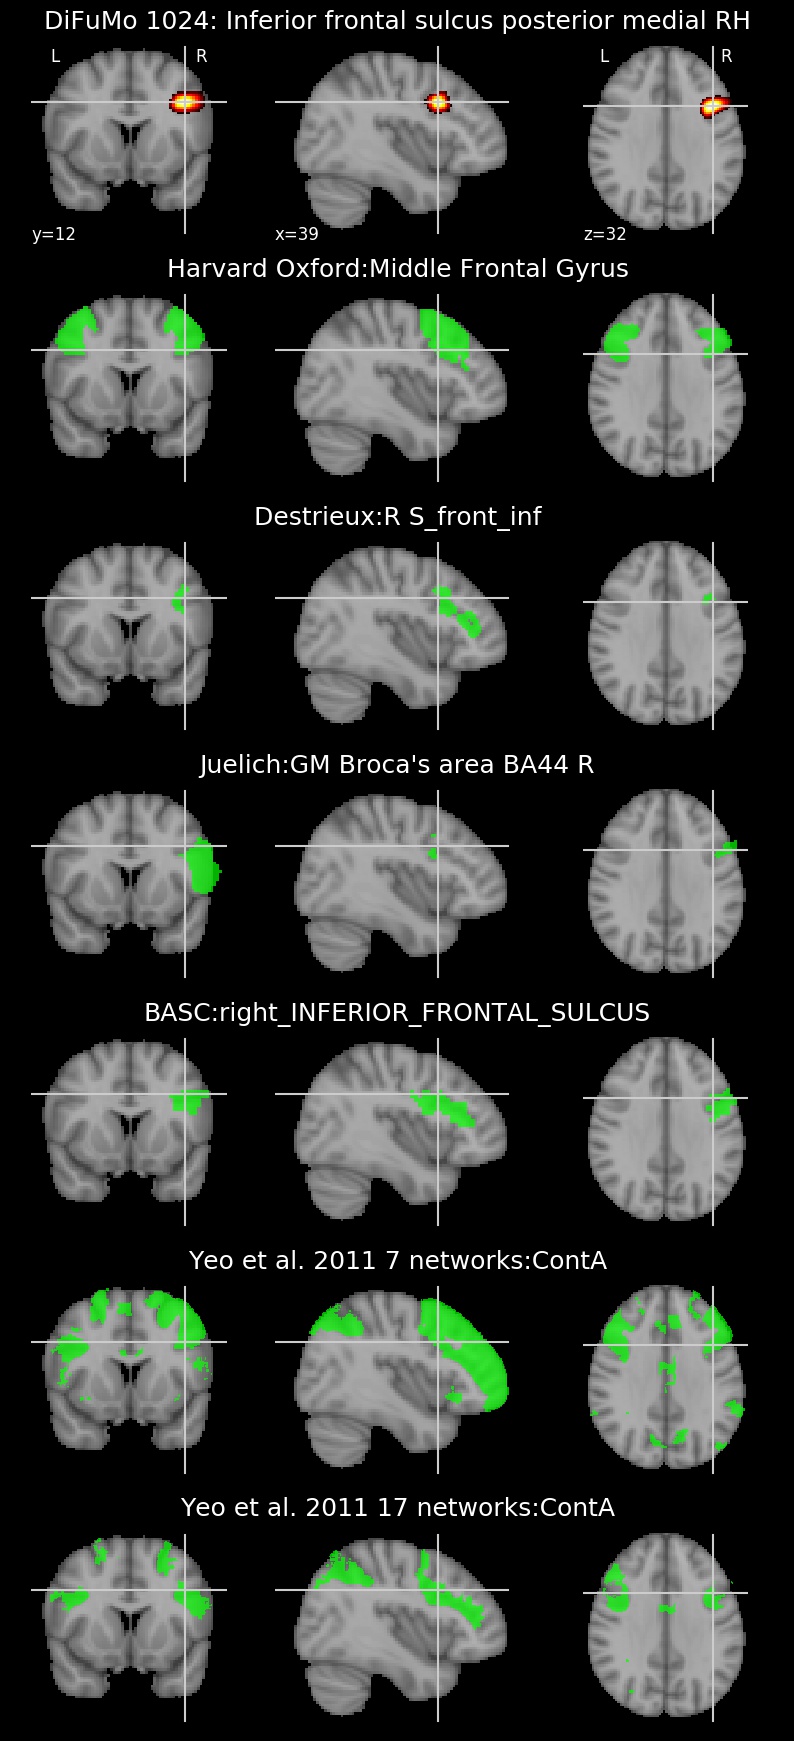 DiFuMo 1024: Inferior frontal sulcus posterior medial RH
L R L R
y=12 x=39 z=32
Harvard Oxford:Middle Frontal Gyrus
Destrieux:R S_front_inf
Juelich:GM Broca's area BA44 R
BASC:right_INFERIOR_FRONTAL_SULCUS
Yeo et al. 2011 7 networks:ContA
Yeo et al. 2011 17 networks:ContA